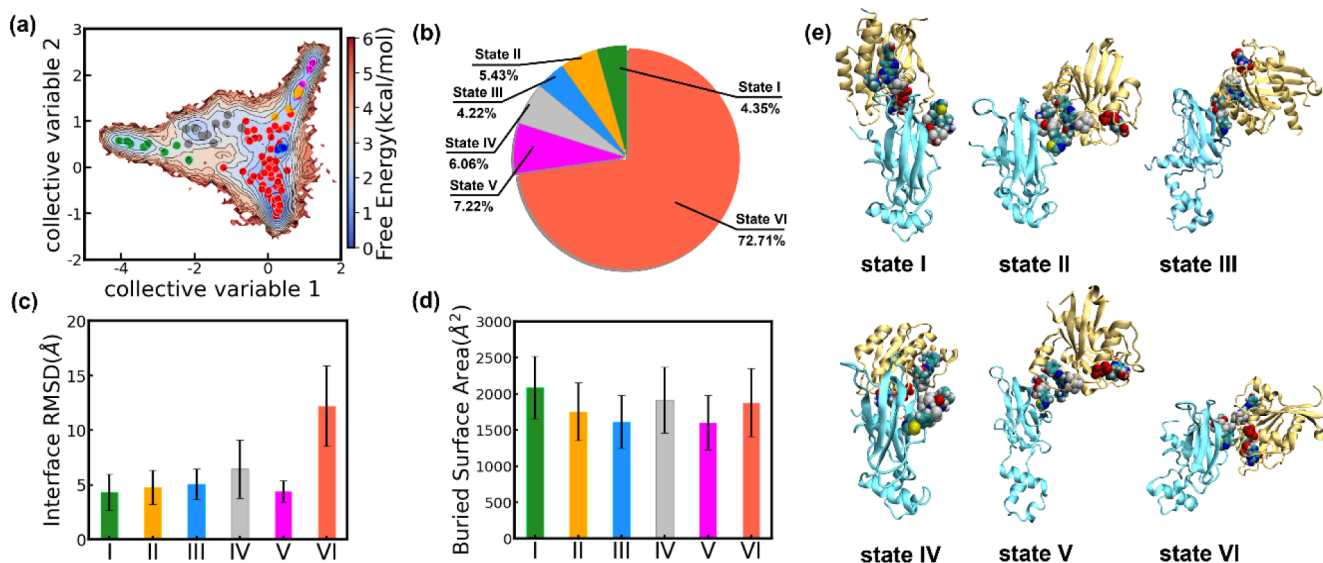 (a)
3
2
1
0
-1
-2
-4
-2
0
2
collective variable 2
collective variable 1
6
5
4
3
2
1
0
Free Energy(kcal/mol)
(b)
State II
5.43%
State III
4.22%
State IV
6.06%
State V
7.22%
State I
4.35%
State VI
72.71%
(c)
Interface RMSD(Å)
20
15
10
5
0
I II III IV V VI
(d)
Buried Surface Area(Å²)
3000
2500
2000
1500
1000
500
0
I II III IV V VI
(e)
state I
state II
state III
state IV
state V
state VI